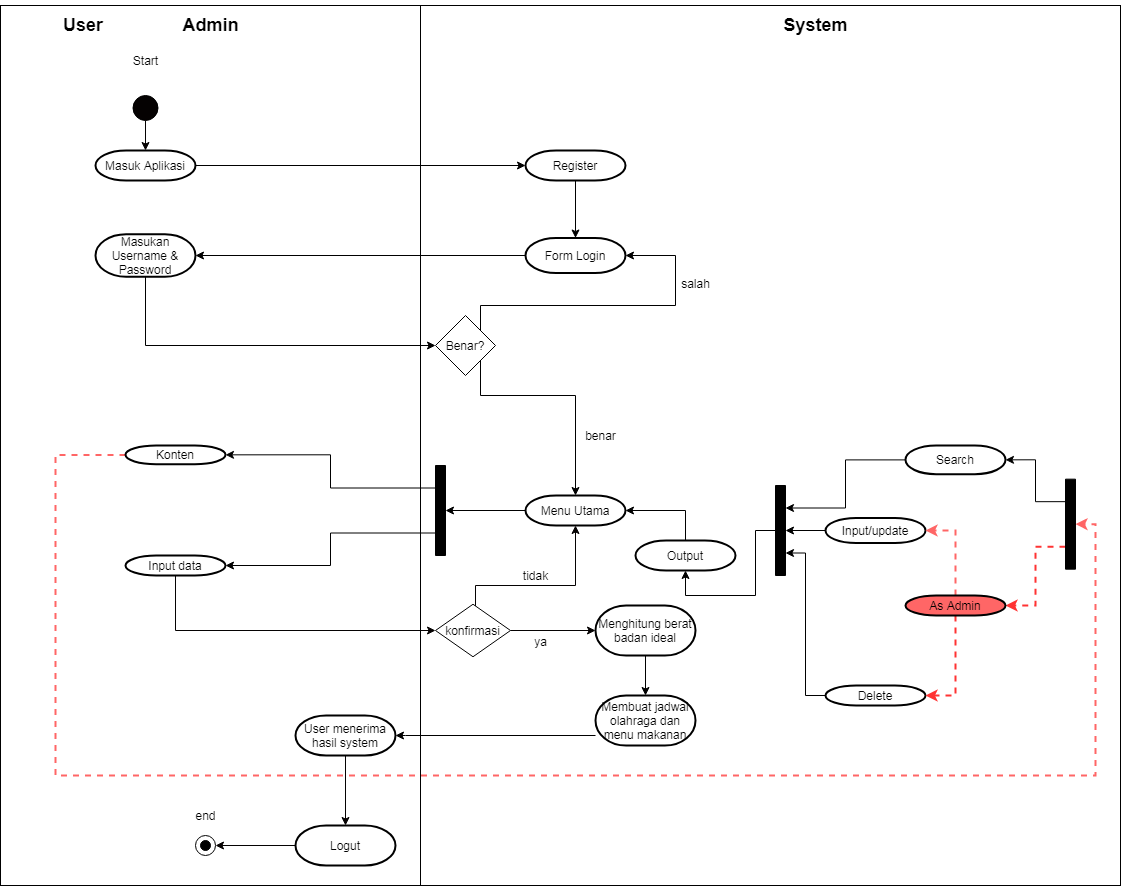 User
Admin
System
Start
Masuk Aplikasi
Register
Masukan
Username &
Password
Form Login
salah
Benar?
benar
Konten
Search
Menu Utama
Input/update
Output
Input data
tidak
As Admin
konfirmasi
ya
Menghitung berat
badan ideal
Delete
Membuat jadwal
olahraga dan
menu makanan
User menerima
hasil system
end
Logut